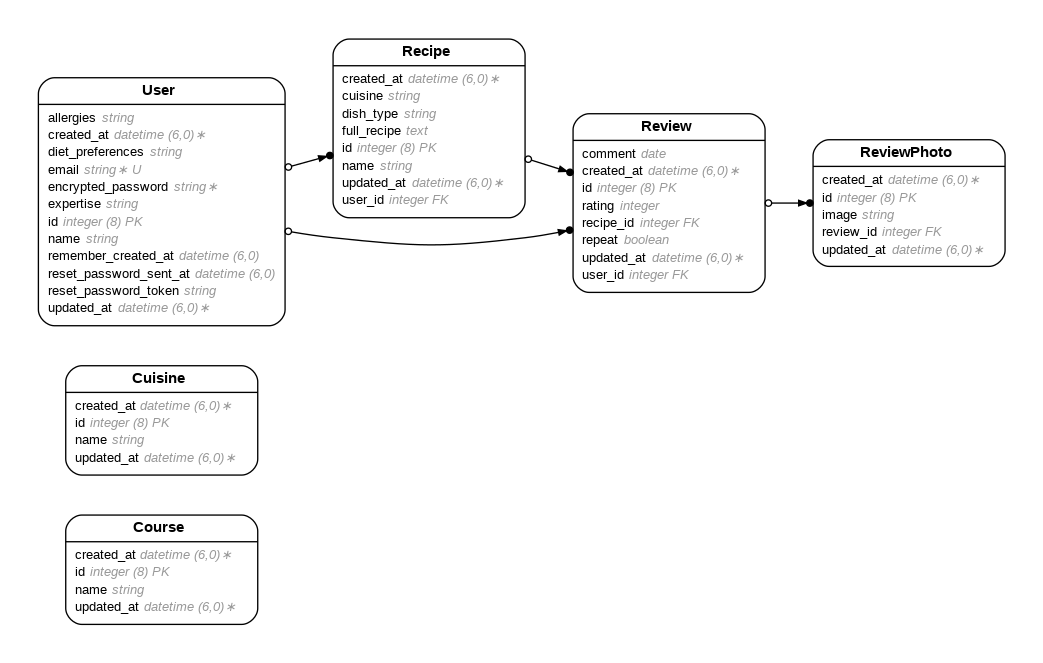 User
allergies string
created_at datetime (6,0)∗
diet_preferences string
email string∗ U
encrypted_password string∗
expertise string
id integer (8) PK
name string
remember_created_at datetime (6,0)
reset_password_sent_at datetime (6,0)
reset_password_token string
updated_at datetime (6,0)∗
Recipe
created_at datetime (6,0)∗
cuisine string
dish_type string
full_recipe text
id integer (8) PK
name string
updated_at datetime (6,0)∗
user_id integer FK
Review
comment date
created_at datetime (6,0)∗
id integer (8) PK
rating integer
recipe_id integer FK
repeat boolean
updated_at datetime (6,0)∗
user_id integer FK
ReviewPhoto
created_at datetime (6,0)∗
id integer (8) PK
image string
review_id integer FK
updated_at datetime (6,0)∗
Cuisine
created_at datetime (6,0)∗
id integer (8) PK
name string
updated_at datetime (6,0)∗
Course
created_at datetime (6,0)∗
id integer (8) PK
name string
updated_at datetime (6,0)∗